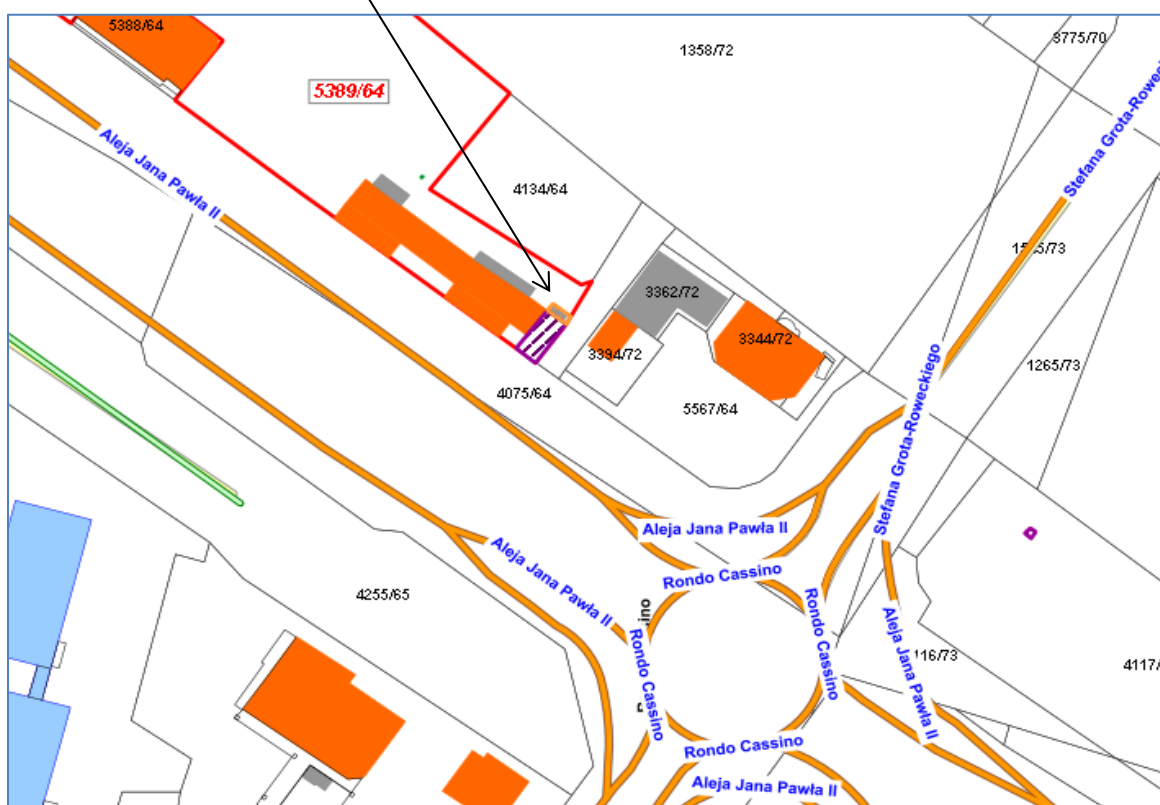 5388/64
1358/72
3775/70
5389/64
Stefana Grota-Rowec
Aleja Jana Pawła II
4134/64
3362/72
3344/72
3394/72
1265/73
4075/64
5567/64
Stefana Grota-Roweckiego
Aleja Jana Pawła II
Aleja Jana Pawła II
Rondo Cassino
4255/65
ino
Rondo Cassino
Rondo Cassino
Aleja Jana Pawła II
116/73
4117/
Rondo Cassino
Aleja Jana Pawła II